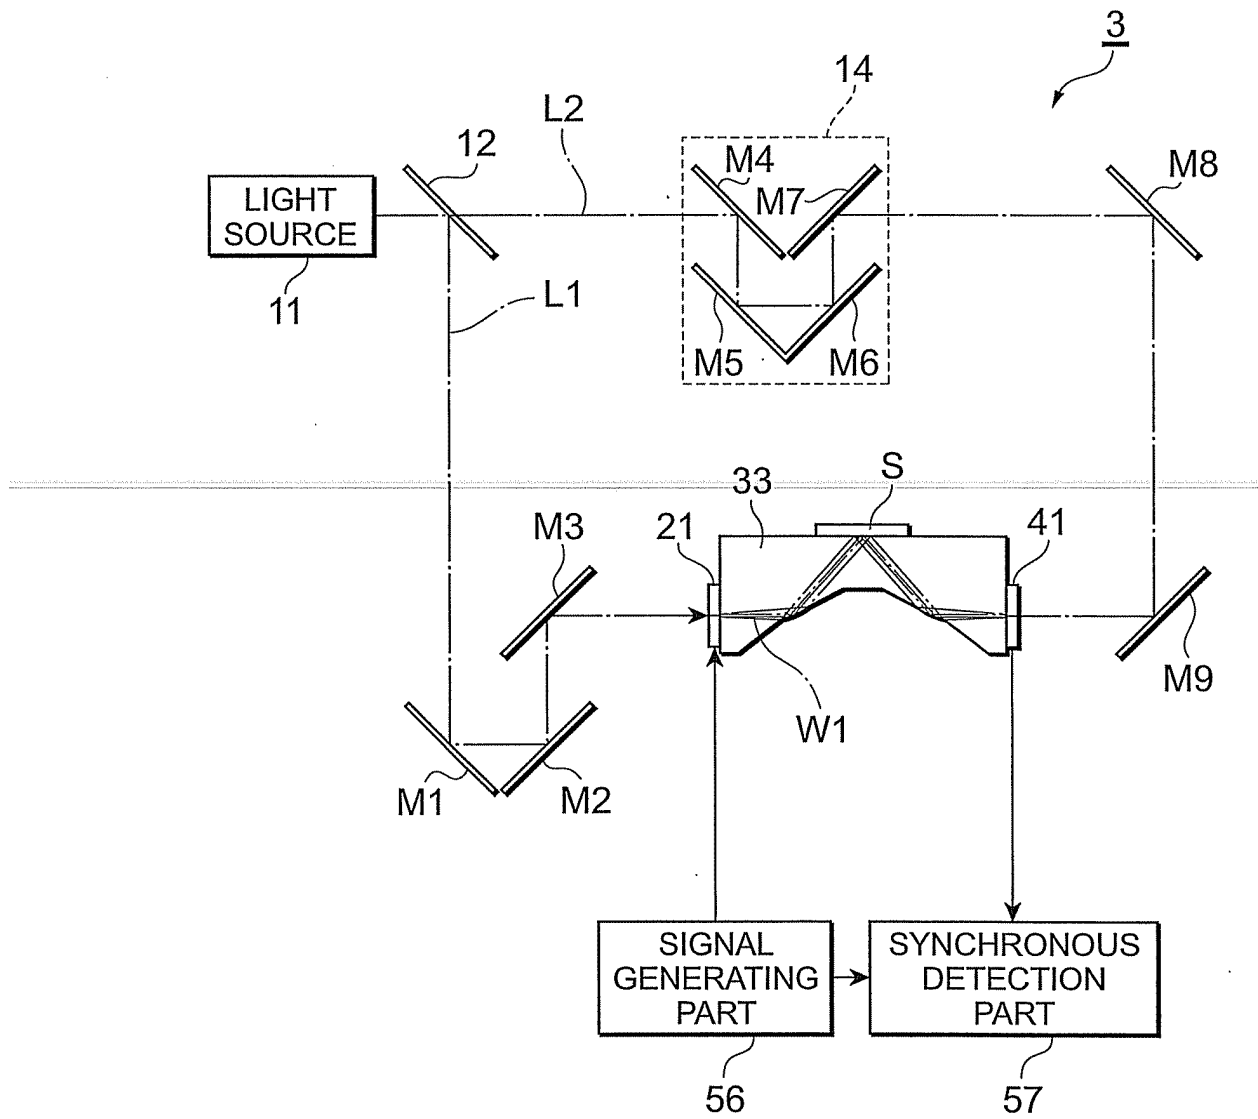 3
14
L2
12
M4
M7
M8
LIGHT
SOURCE
11
L1
M5
M6
S
33
21
41
M3
W1
M9
M1
M2
SIGNAL
GENERATING
PART
SYNCHRONOUS
DETECTION
PART
56
57